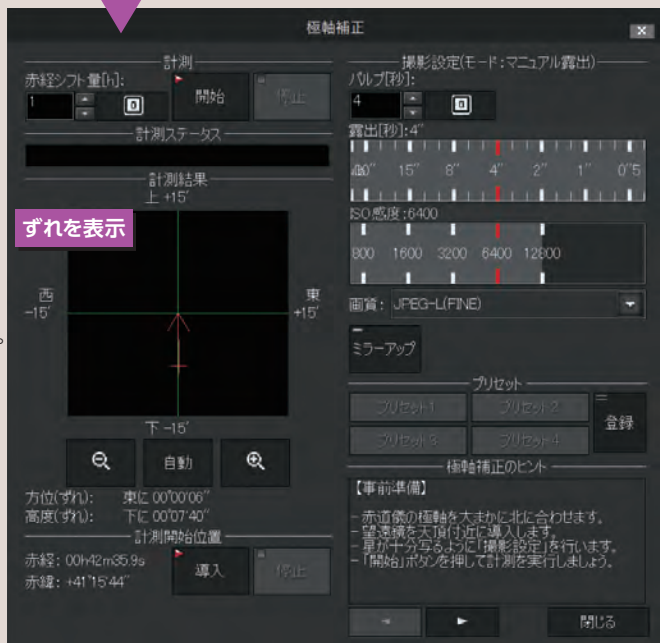 極軸補正
計測
赤経シフト量[h]:
1
開始
停止
計測ステータス
計測結果
上 +15'
ずれを表示
西
-15'
東
+15'
下 -15'
自動
方位(ずれ): 東に 00°00'06"
高度(ずれ): 下に 00°07'40"
計測開始位置
赤経: 00h42m35.9s
赤緯: +41°15'44"
導入
停止
撮影設定(モード:マニュアル露出)
バルブ[秒]:
4
露出[秒]:4"
15" 8" 4" 2" 1" 0"5
ISO感度:6400
800 1600 3200 6400 12800
画質: JPEG-L(FINE)
ミラーアップ
プリセット
プリセット1 プリセット2
プリセット3 プリセット4
登録
極軸補正のヒント
【事前準備】
- 赤道儀の極軸を大まかに北に合わせます。
- 望遠鏡を天頂付近に導入します。
- 星が十分写るように「撮影設定」を行います。
- 「開始」ボタンを押して計測を実行しましょう。
閉じる
。